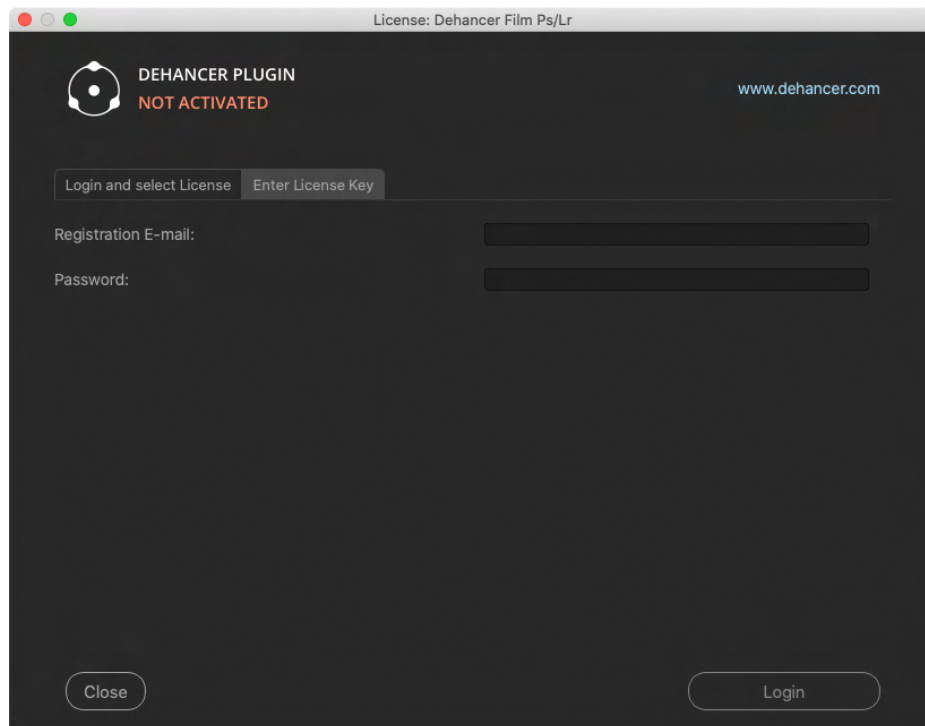 License: Dehancer Film Ps/Lr
DEHANCER PLUGIN
NOT ACTIVATED
www.dehancer.com
Login and select License
Enter License Key
Registration E-mail:
Password:
Close
Login